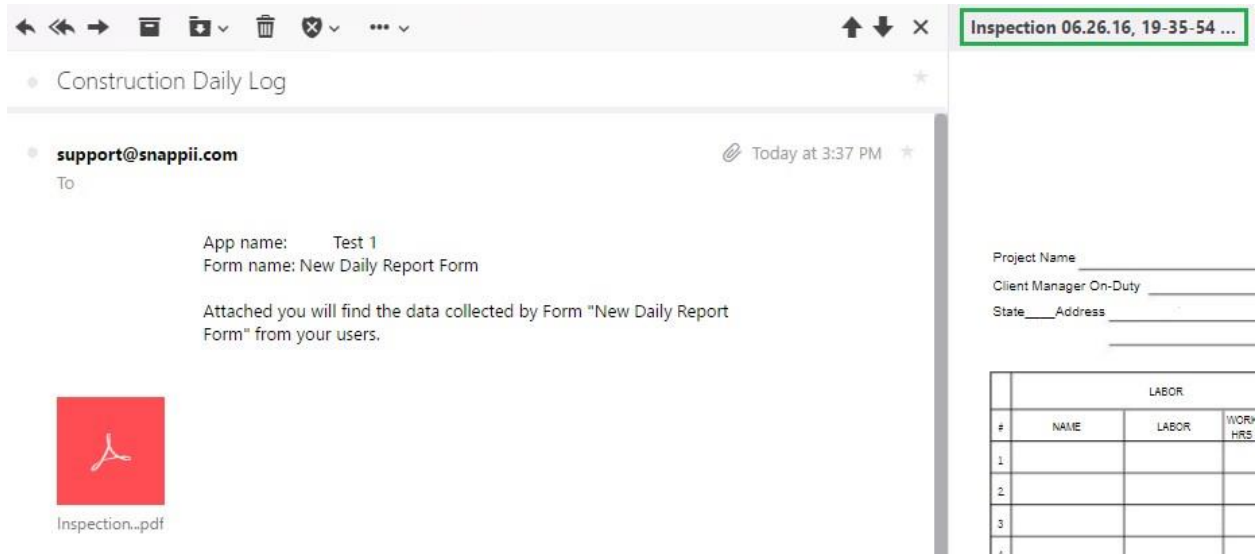 Inspection 06.26.16, 19-35-54 ...
Construction Daily Log
support@snappii.com
Today at 3:37 PM
To
App name: Test 1
Form name: New Daily Report Form
Attached you will find the data collected by Form "New Daily Report
Form" from your users.
Inspection...pdf
Project Name
Client Manager On-Duty
State____Address
LABOR
# NAME LABOR WORK
HRS
1
2
3